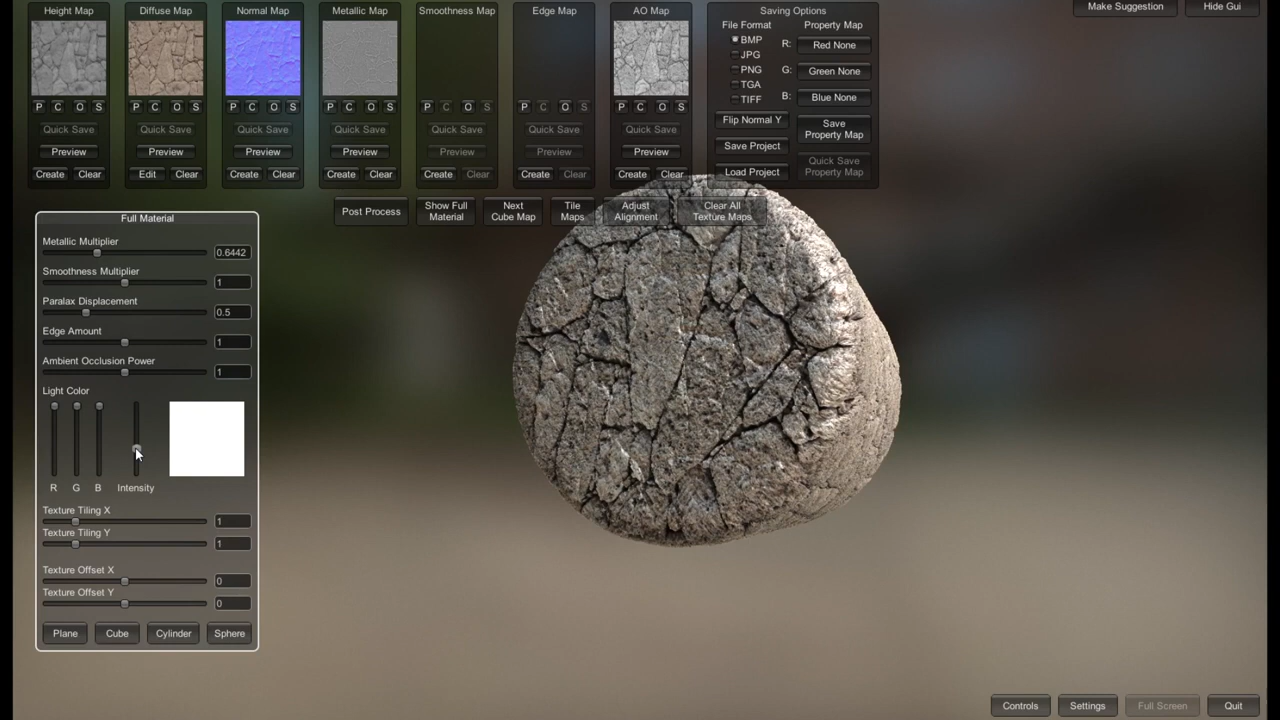 Height Map
Diffuse Map
Normal Map
Metallic Map
Smoothness Map
Edge Map
AO Map
Saving Options
Make Suggestion
Hide Gui
File Format
Property Map
BMP
JPG
PNG
TGA
TIFF
R:
Red None
G:
Green None
B:
Blue None
P C O S
P C O S
P C O S
P C O S
P C O S
P C O S
P C O S
Flip Normal Y
Save
Property Map
Quick Save
Quick Save
Quick Save
Quick Save
Quick Save
Quick Save
Quick Save
Preview
Preview
Preview
Preview
Preview
Preview
Preview
Save Project
Quick Save
Property Map
Create Clear
Edit Clear
Create Clear
Create Clear
Create Clear
Create Clear
Create Clear
Load Project
Post Process
Show Full
Material
Next
Cube Map
Tile
Maps
Adjust
Alignment
Clear All
Texture Maps
Full Material
Metallic Multiplier
0.6442
Smoothness Multiplier
1
Paralax Displacement
0.5
Edge Amount
1
Ambient Occlusion Power
1
Light Color
R G B Intensity
Texture Tiling X
1
Texture Tiling Y
1
Texture Offset X
0
Texture Offset Y
0
Plane Cube Cylinder Sphere
Controls Settings Full Screen Quit